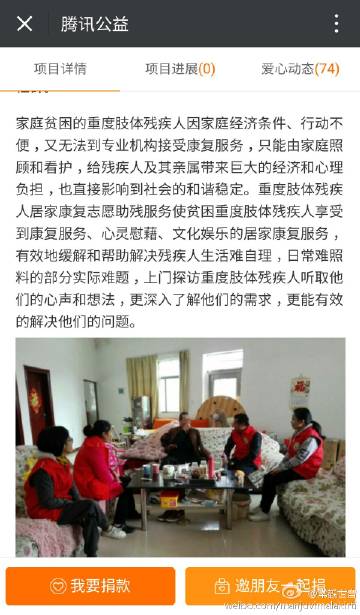 腾讯公益
项目详情 项目进展(0) 爱心动态(74)
家庭贫困的重度肢体残疾人因家庭经济条件、行动不
便，又无法到专业机构接受康复服务，只能由家庭照
顾和看护，给残疾人及其亲属带来巨大的经济和心理
负担，也直接影响到社会的和谐稳定。重度肢体残疾
人居家康复志愿助残服务使贫困重度肢体残疾人享受
到康复服务、心灵慰藉、文化娱乐的居家康复服务，
有效地缓解和帮助解决残疾人生活难自理，日常难照
料的部分实际难题，上门探访重度肢体残疾人听取他
们的心声和想法，更深入了解他们的需求，更能有效
的解决他们的问题。
我要捐款 邀朋友一起捐